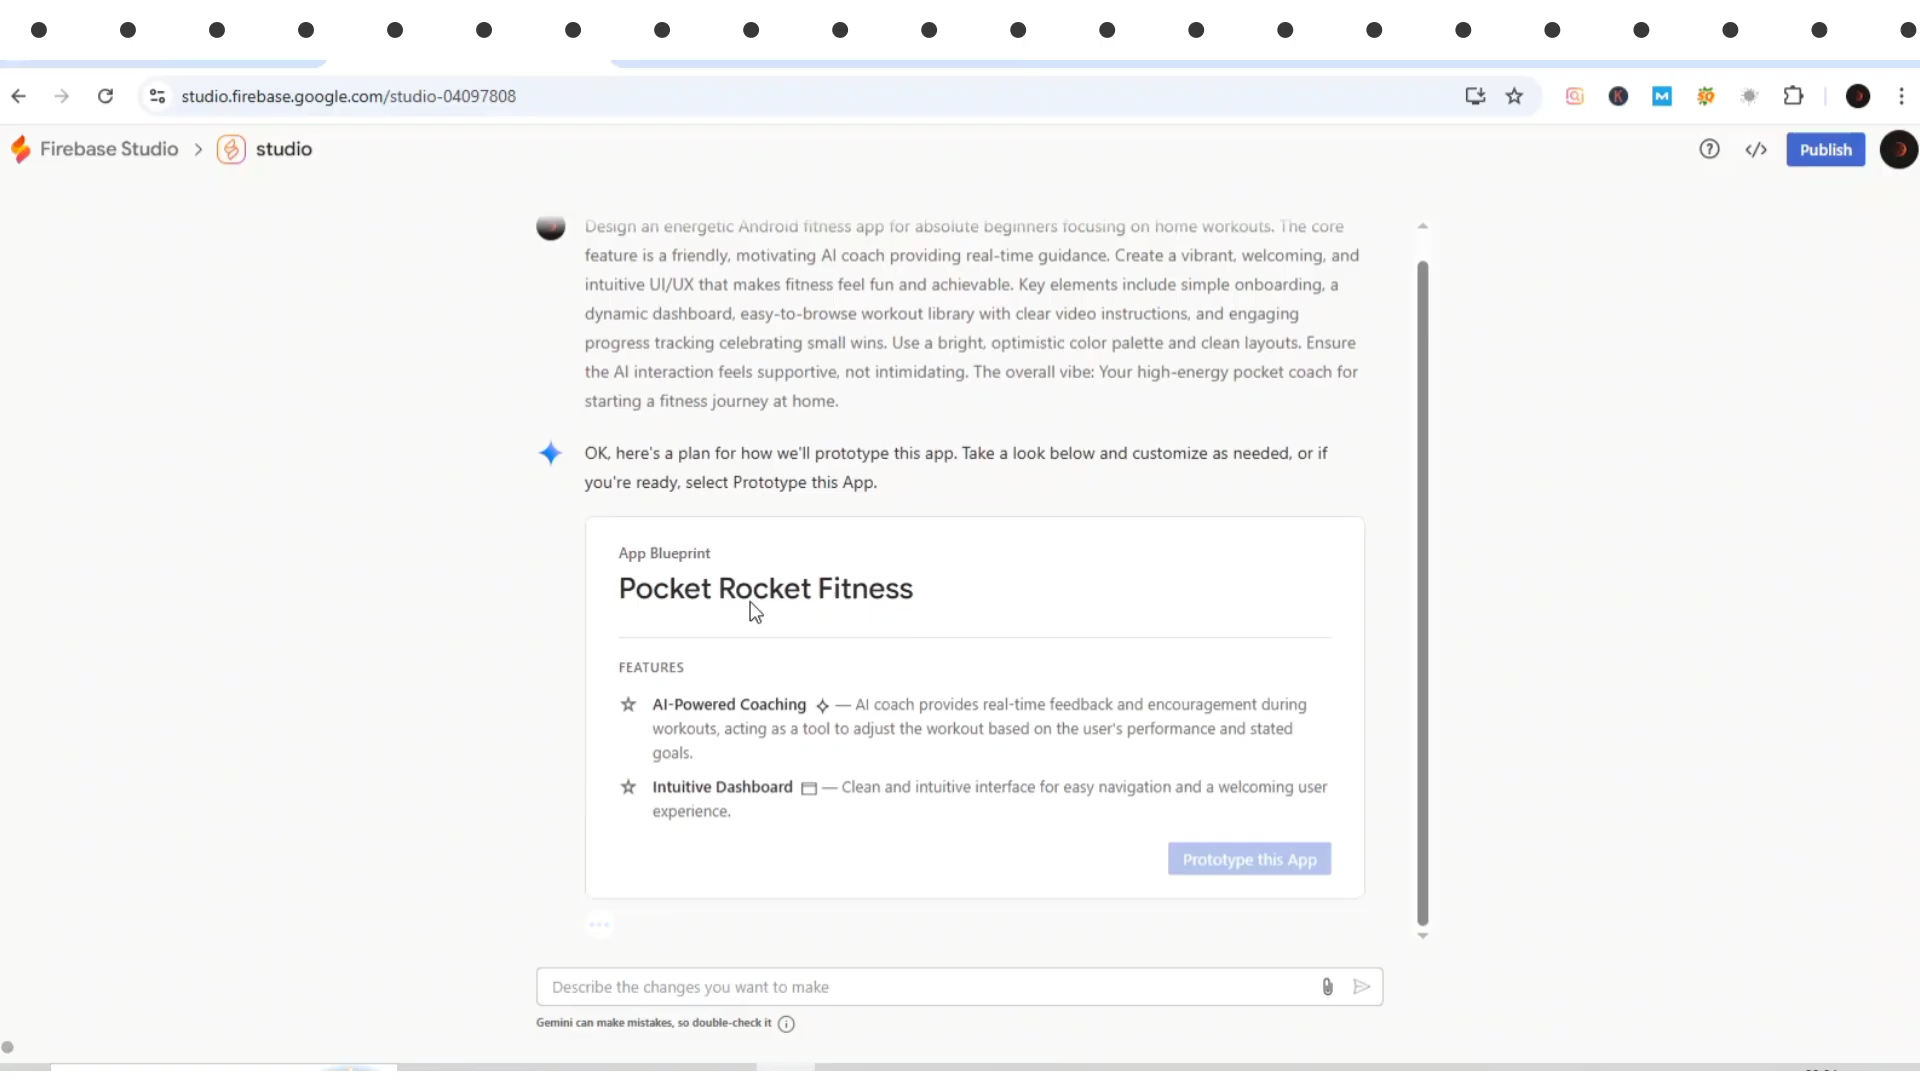 studio.firebase.google.com/studio-04097808
Firebase Studio > studio
Publish
Design an energetic Android fitness app for absolute beginners focusing on home workouts. The core
feature is a friendly, motivating AI coach providing real-time guidance. Create a vibrant, welcoming, and
intuitive UI/UX that makes fitness feel fun and achievable. Key elements include simple onboarding, a
dynamic dashboard, easy-to-browse workout library with clear video instructions, and engaging
progress tracking celebrating small wins. Use a bright, optimistic color palette and clean layouts. Ensure
the AI interaction feels supportive, not intimidating. The overall vibe: Your high-energy pocket coach for
starting a fitness journey at home.
OK, here's a plan for how we'll prototype this app. Take a look below and customize as needed, or if
you're ready, select Prototype this App.
App Blueprint
Pocket Rocket Fitness
FEATURES
AI-Powered Coaching — AI coach provides real-time feedback and encouragement during
workouts, acting as a tool to adjust the workout based on the user's performance and stated
goals.
Intuitive Dashboard — Clean and intuitive interface for easy navigation and a welcoming user
experience.
Prototype this App
Describe the changes you want to make
Gemini can make mistakes, so double-check it